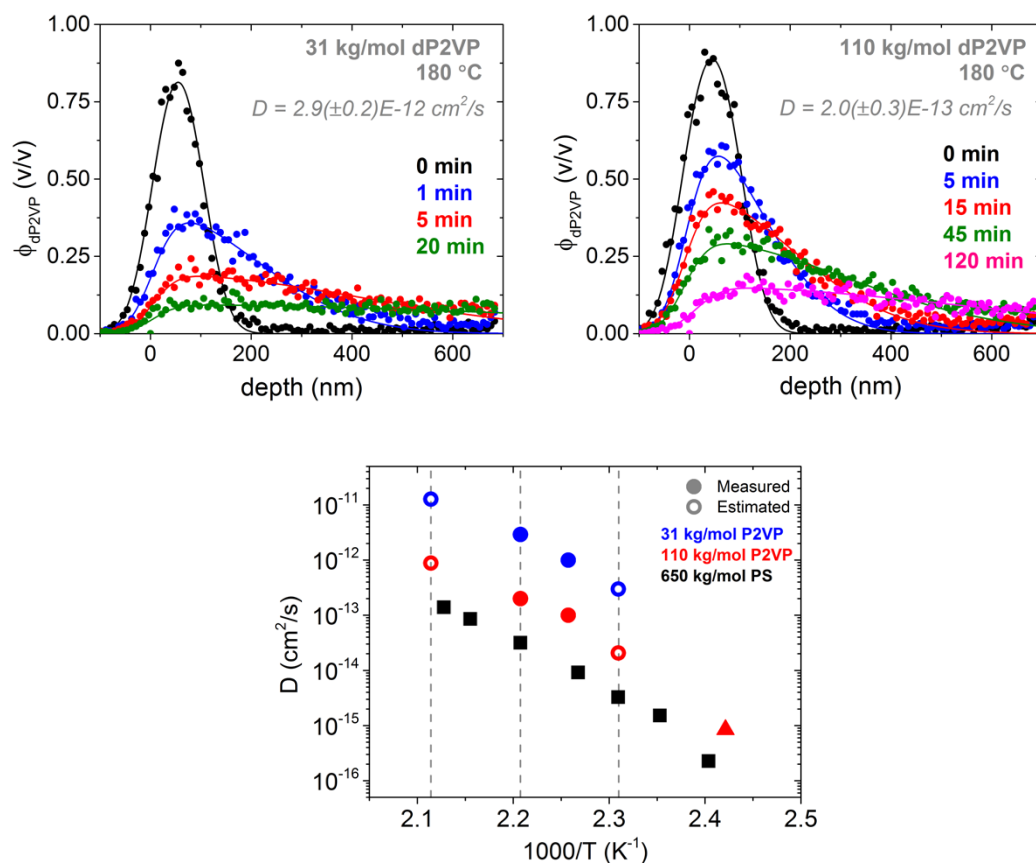 31 kg/mol dP2VP
180 °C
D = 2.9(±0.2)E-12 cm²/s
0 min
1 min
5 min
20 min
ϕdP2VP (v/v)
1.00
0.75
0.50
0.25
0.00
0 200 400 600
depth (nm)
110 kg/mol dP2VP
180 °C
D = 2.0(±0.3)E-13 cm²/s
0 min
5 min
15 min
45 min
120 min
ϕdP2VP (v/v)
1.00
0.75
0.50
0.25
0.00
0 200 400 600
depth (nm)
Measured
Estimated
31 kg/mol P2VP
110 kg/mol P2VP
650 kg/mol PS
D (cm²/s)
10⁻¹¹
10⁻¹²
10⁻¹³
10⁻¹⁴
10⁻¹⁵
10⁻¹⁶
2.1 2.2 2.3 2.4 2.5
1000/T (K⁻¹)